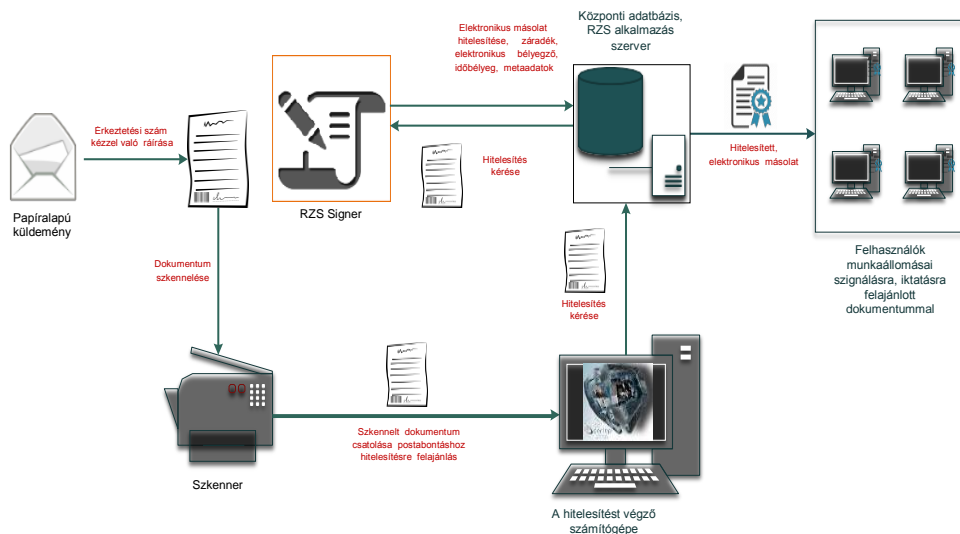 Központi adatbázis,
RZS alkalmazás
szerver
Elektronikus másolat
hitelesítése, záradék,
elektronikus bélyegző,
időbélyeg, metaadatok
Érkeztetési szám
kézzel való ráírása
Hitelesítés
kérése
Hitelesített,
elektronikus másolat
Papíralapú
küldemény
RZS Signer
Felhasználók
munkaállomásai
szignálásra, iktatásra
felajánlott
dokumentummal
Dokumentum
szkennelése
Hitelesítés
kérése
Szkennelt dokumentum
csatolása postabontáshoz
hitelesítésre felajánlás
Szkenner
A hitelesítést végző
számítógépe